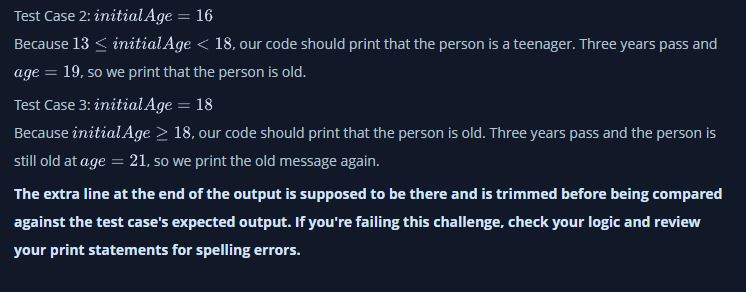 Test Case 2: initialAge = 16
Because 13 ≤ initialAge < 18, our code should print that the person is a teenager. Three years pass and
age = 19, so we print that the person is old.
Test Case 3: initialAge = 18
Because initialAge ≥ 18, our code should print that the person is old. Three years pass and the person is
still old at age = 21, so we print the old message again.
The extra line at the end of the output is supposed to be there and is trimmed before being compared
against the test case's expected output. If you're failing this challenge, check your logic and review
your print statements for spelling errors.